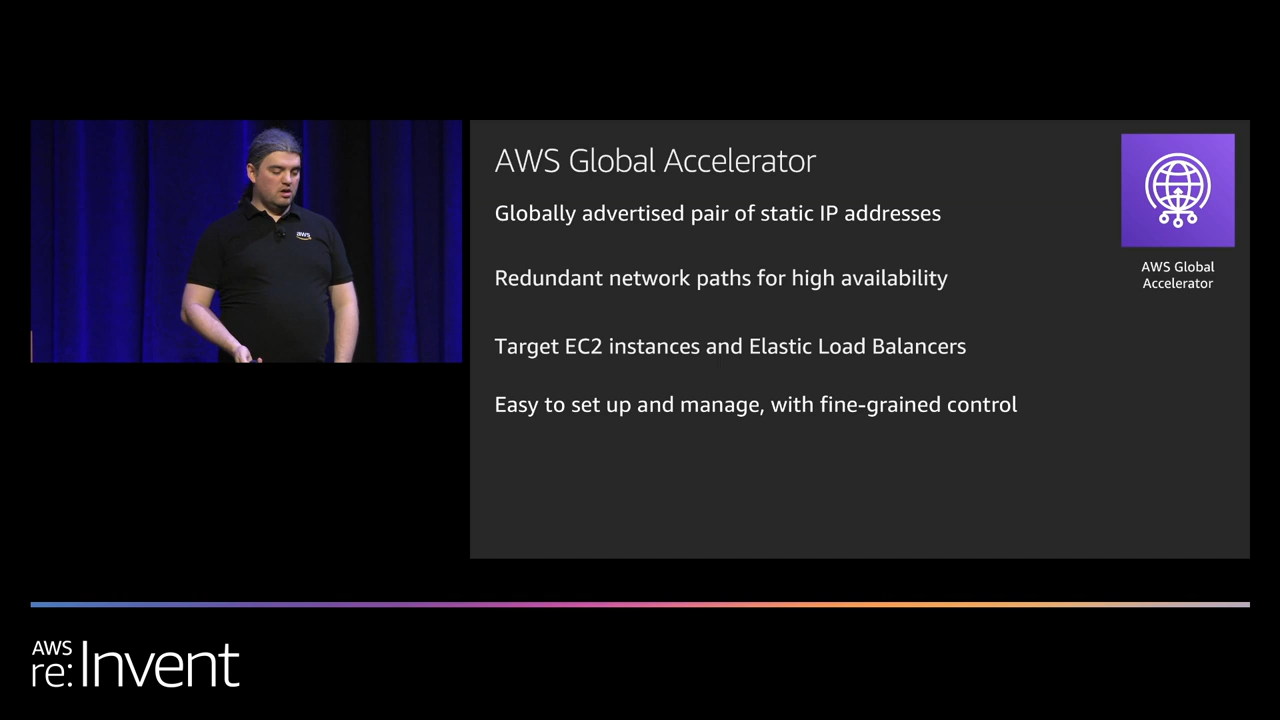 aws
AWS Global Accelerator
Globally advertised pair of static IP addresses
Redundant network paths for high availability
Target EC2 instances and Elastic Load Balancers
Easy to set up and manage, with fine-grained control
AWS Global
Accelerator
AWS
re:Invent